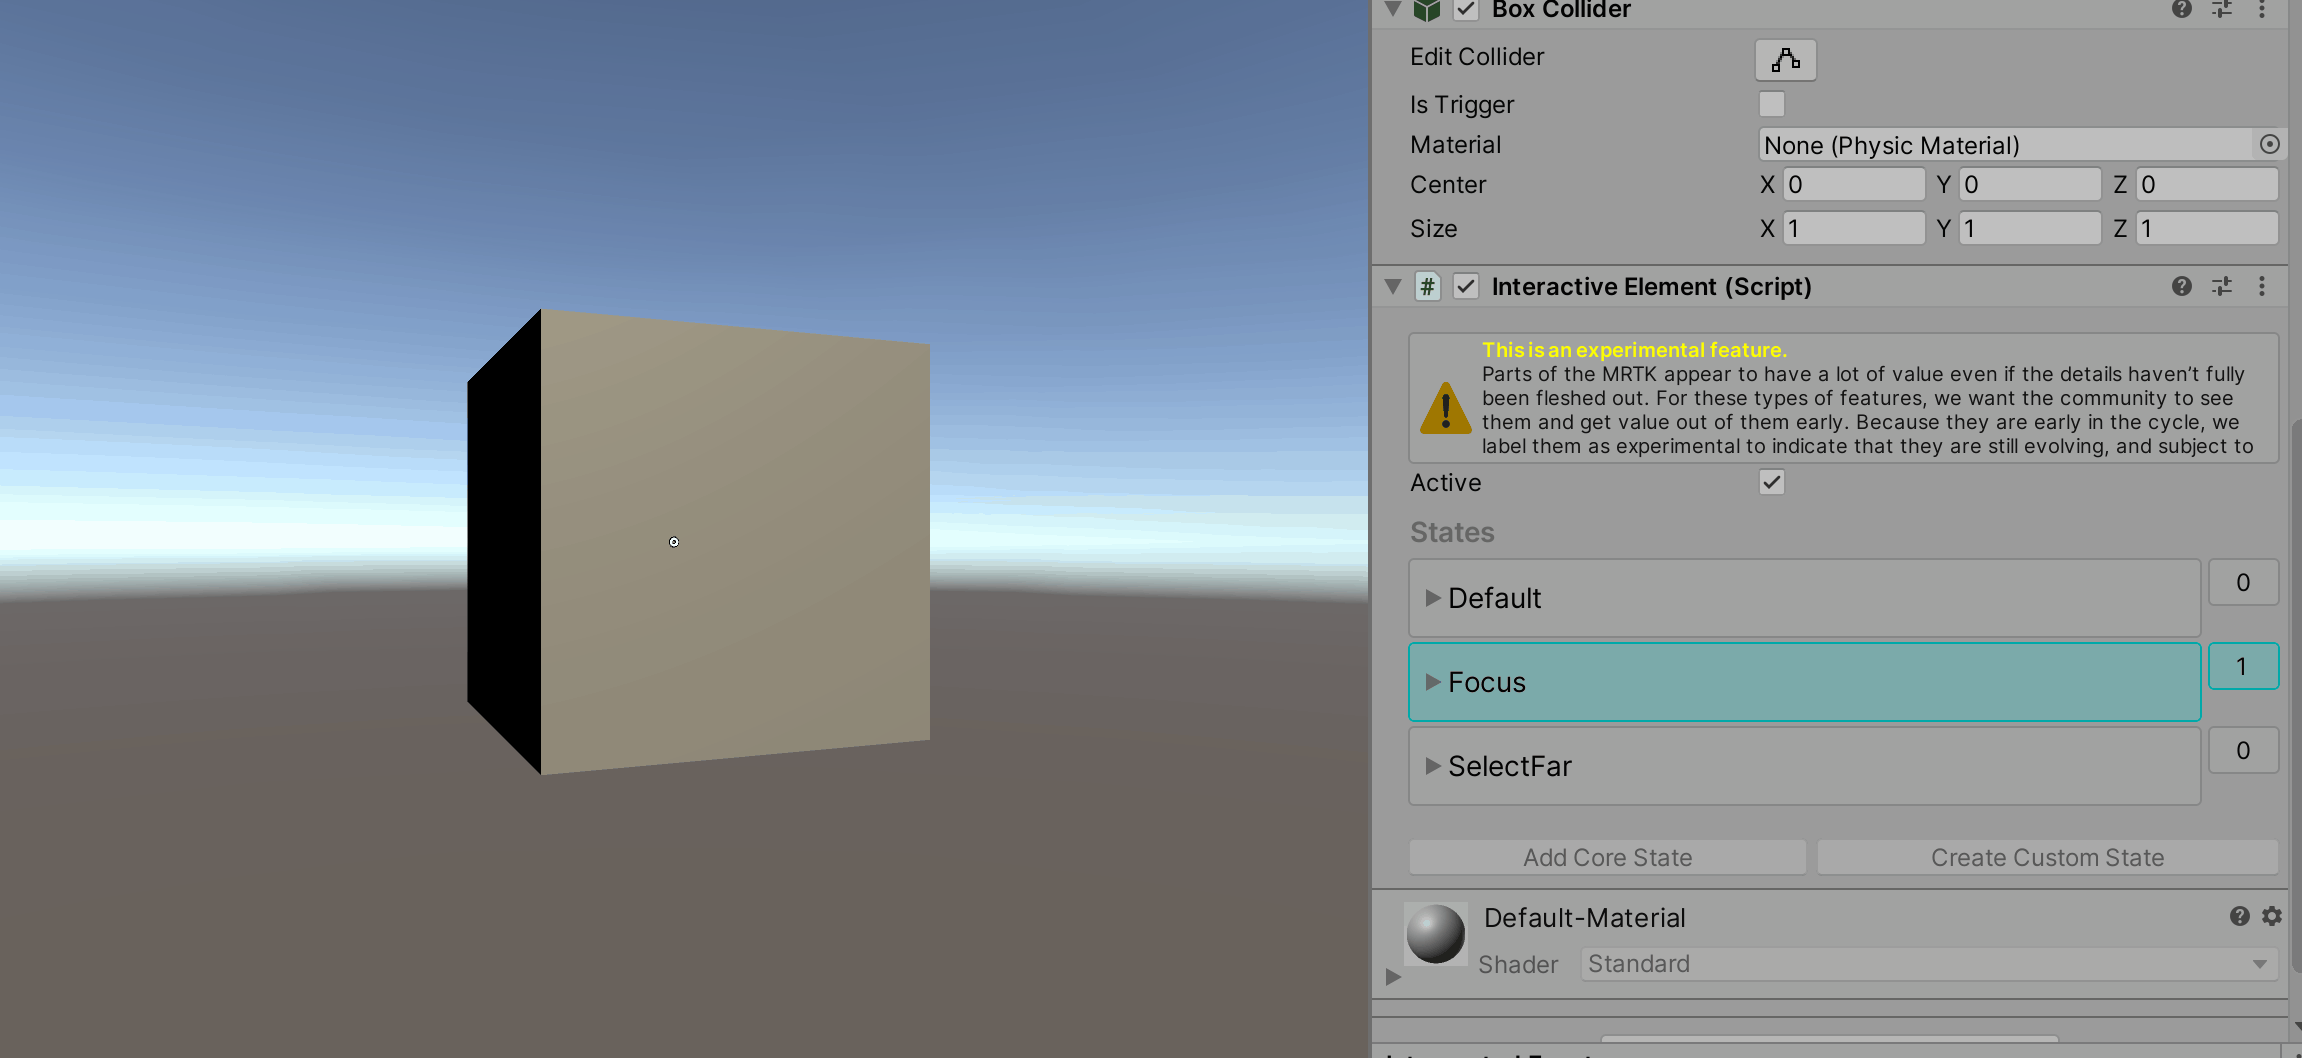 Box Collider
Edit Collider
Is Trigger
Material None (Physic Material)
Center X 0 Y 0 Z 0
Size X 1 Y 1 Z 1
# Interactive Element (Script)
This is an experimental feature.
Parts of the MRTK appear to have a lot of value even if the details haven’t fully
been fleshed out. For these types of features, we want the community to see
them and get value out of them early. Because they are early in the cycle, we
label them as experimental to indicate that they are still evolving, and subject to
Active
States
Default 0
Focus 1
SelectFar 0
Add Core State Create Custom State
Default-Material
Shader Standard